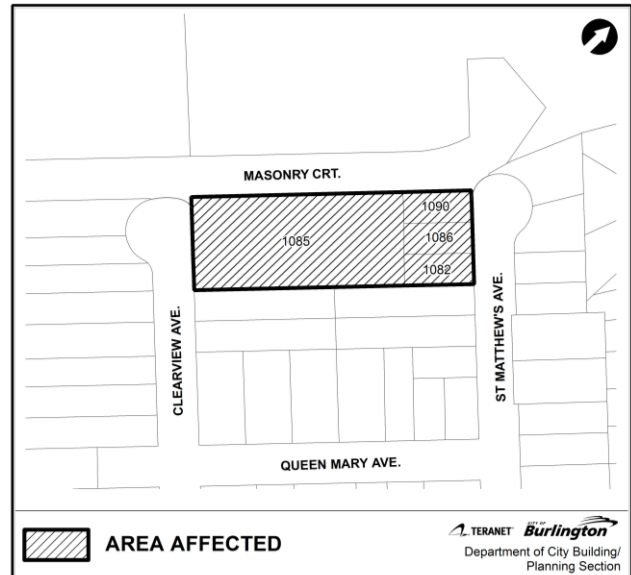 MASONRY CRT.
1090
1085
1086
1082
CLEARVIEW AVE.
ST MATTHEW'S AVE.
QUEEN MARY AVE.
AREA AFFECTED
TERANET
CITY OF
Burlington
Department of City Building/
Planning Section